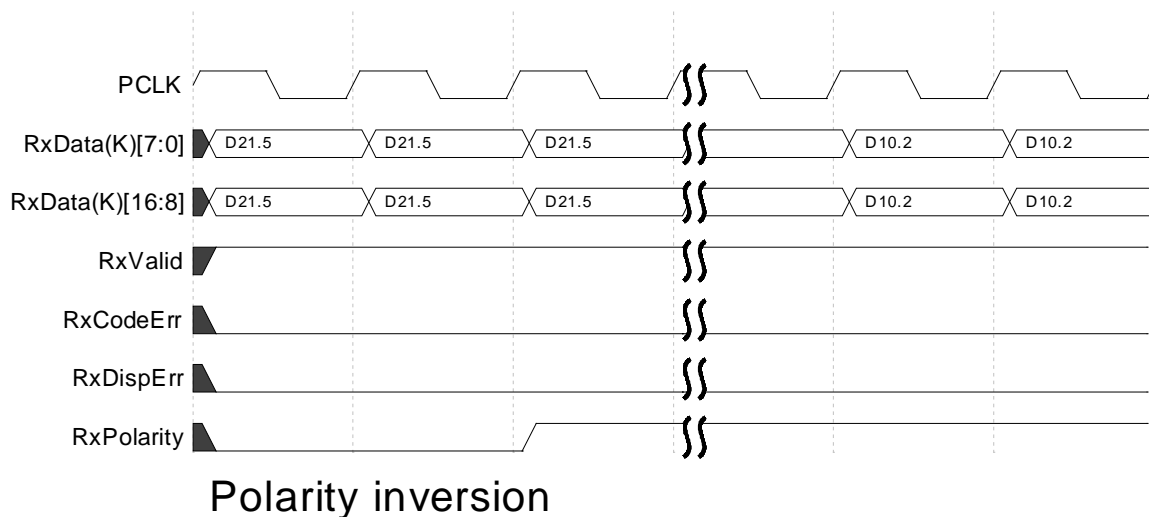 PCLK
RxData(K)[7:0] D21.5 D21.5 D21.5 D10.2 D10.2
RxData(K)[16:8] D21.5 D21.5 D21.5 D10.2 D10.2
RxValid
RxCodeErr
RxDispErr
RxPolarity
Polarity inversion